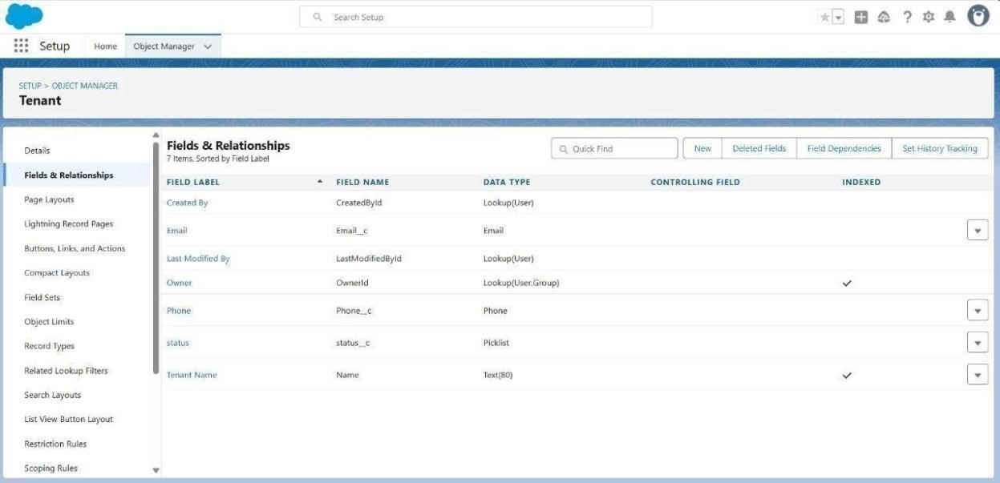 Search Setup
Setup
Home
Object Manager
SETUP > OBJECT MANAGER
Tenant
Details
Fields & Relationships
Page Layouts
Lightning Record Pages
Buttons, Links, and Actions
Compact Layouts
Field Sets
Object Limits
Record Types
Related Lookup Filters
Search Layouts
List View Button Layout
Restriction Rules
Scoping Rules
Fields & Relationships
7 Items, Sorted by Field Label
Quick Find
New
Deleted Fields
Field Dependencies
Set History Tracking
FIELD LABEL FIELD NAME DATA TYPE CONTROLLING FIELD INDEXED
Created By CreatedById Lookup(User)
Email Email__c Email
Last Modified By LastModifiedById Lookup(User)
Owner OwnerId Lookup(User,Group)
Phone Phone__c Phone
status status__c Picklist
Tenant Name Name Text(80)